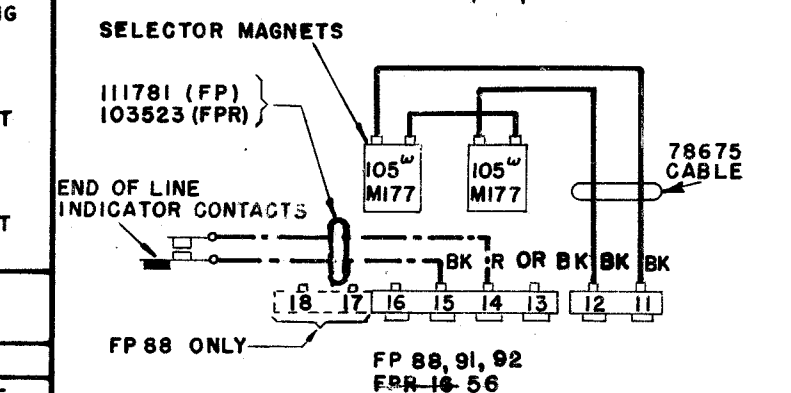 NG
SELECTOR MAGNETS
111781 (FP)
103523 (FPR)
T
105ω
M177
105ω
M177
78675
CABLE
END OF LINE
INDICATOR CONTACTS
T
BK R OR BK BK BK
18 17 16 15 14 13 12 11
FP 88 ONLY
FP 88, 91, 92
FPR 16 56